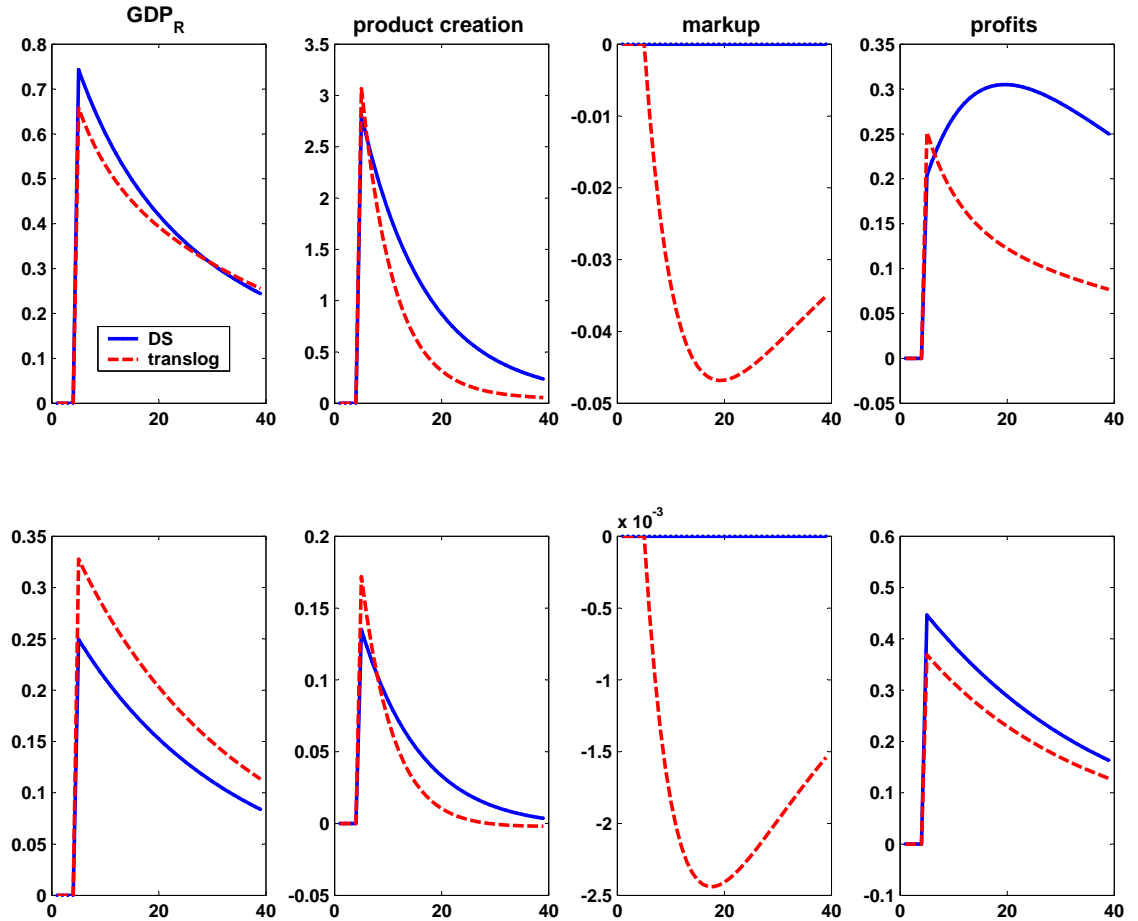 GDP_R product creation markup profits
0.8 3.5 0 0.35
0.7 3 -0.01 0.3
0.6 2.5 -0.02 0.25
0.5 2 -0.03 0.2
0.4 1.5 -0.04 0.15
0.3 1 -0.05 0.1
0.2 0.5 0.05
0.1 0 0
0 -0.05
DS
translog
0 20 40 0 20 40 0 20 40 0 20 40
x 10^-3
0.35 0.2 0 0.6
0.3 0.15 -0.5 0.5
0.25 0.1 -1 0.4
0.2 0.05 -1.5 0.3
0.15 0 -2 0.2
0.1 -0.05 -2.5 0.1
0.05 0
0 -0.1
0 20 40 0 20 40 0 20 40 0 20 40